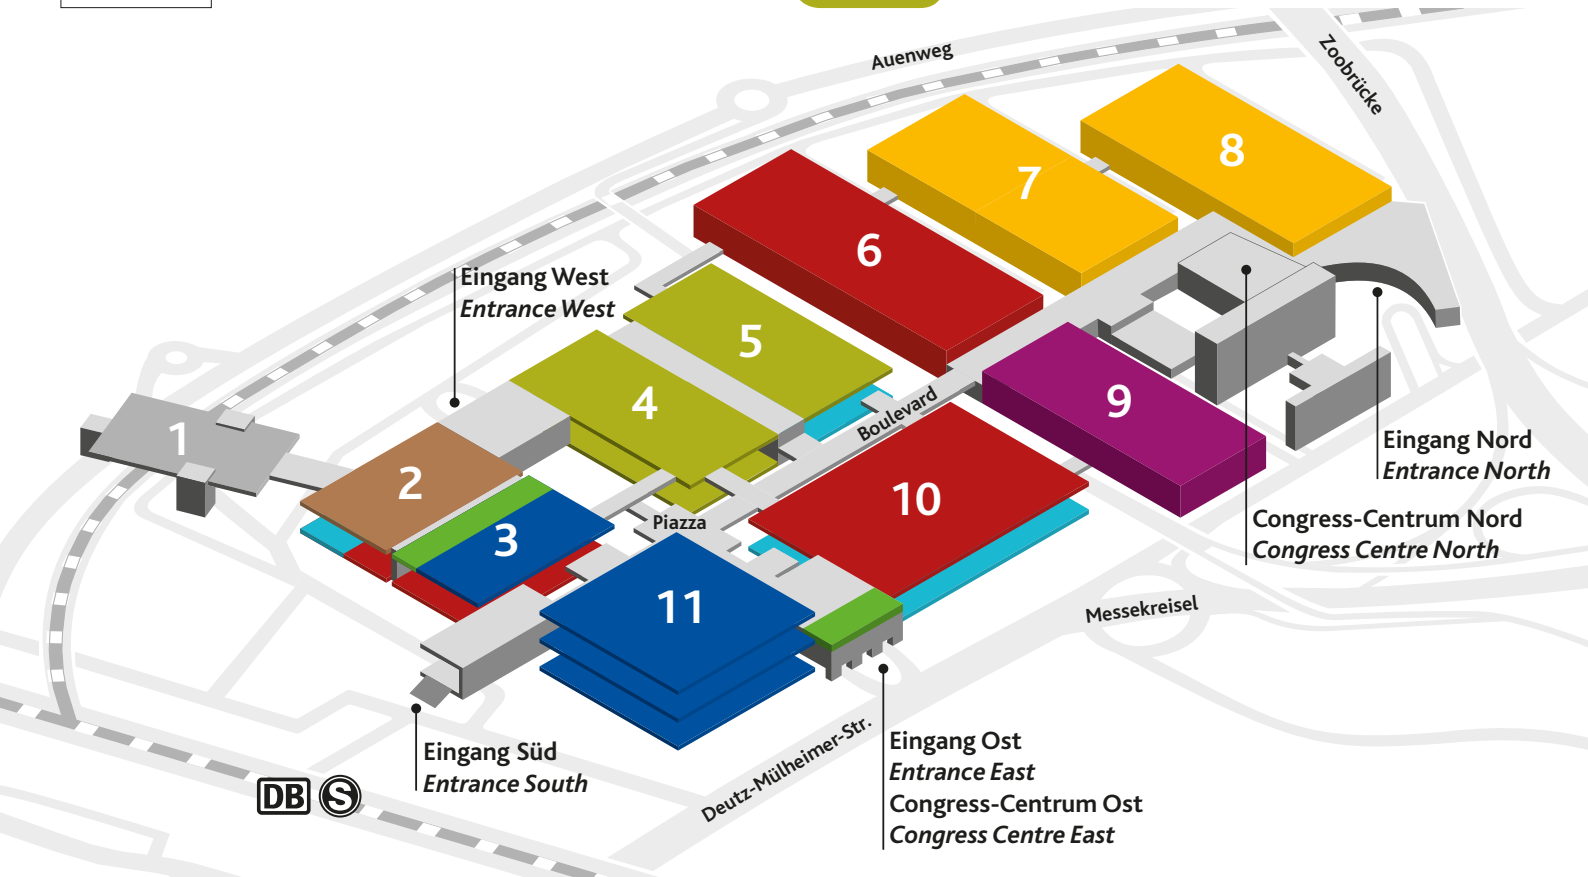 Auenweg
Zoobrücke
8
7
6
Eingang West
Entrance West
5
4
9
Boulevard
1
2
3
10
Piazza
11
Eingang Nord
Entrance North
Congress-Centrum Nord
Congress Centre North
Messekreisel
Deutz-Mülheimer-Str.
Eingang Süd
Entrance South
DB S
Eingang Ost
Entrance East
Congress-Centrum Ost
Congress Centre East